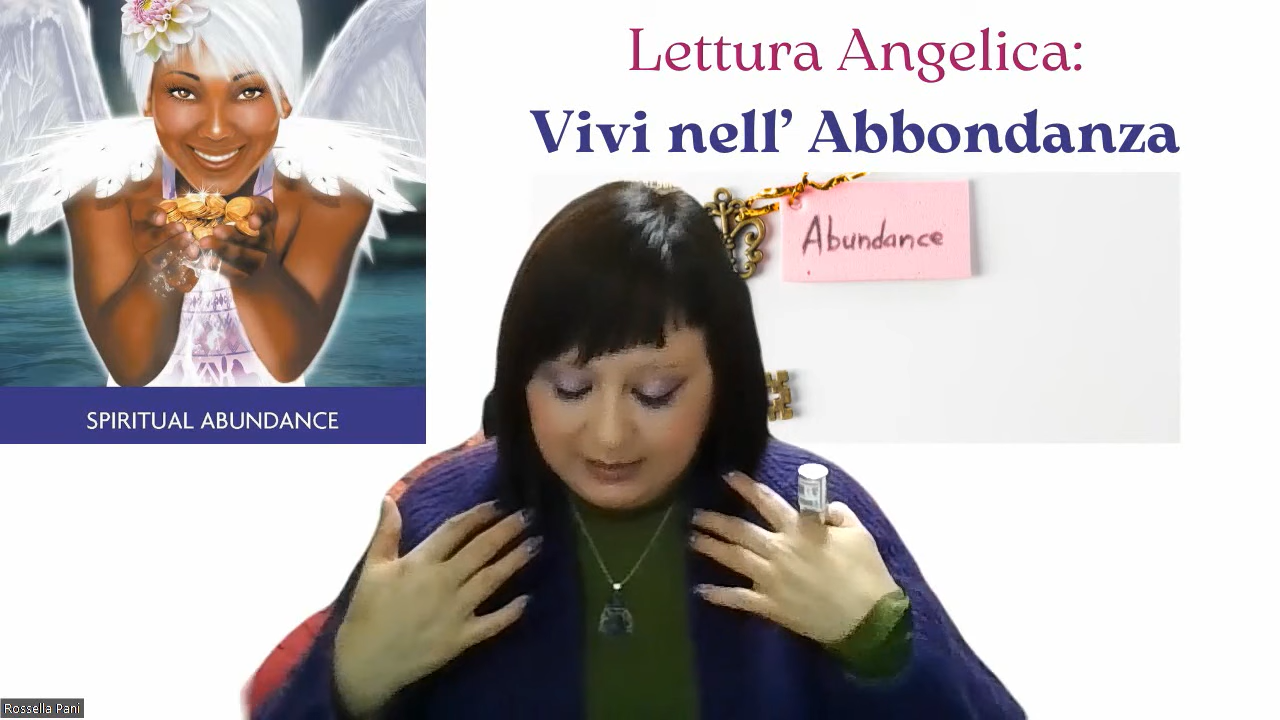 Lettura Angelica:
Vivi nell' Abbondanza
Abundance
SPIRITUAL ABUNDANCE
Rossella Pani